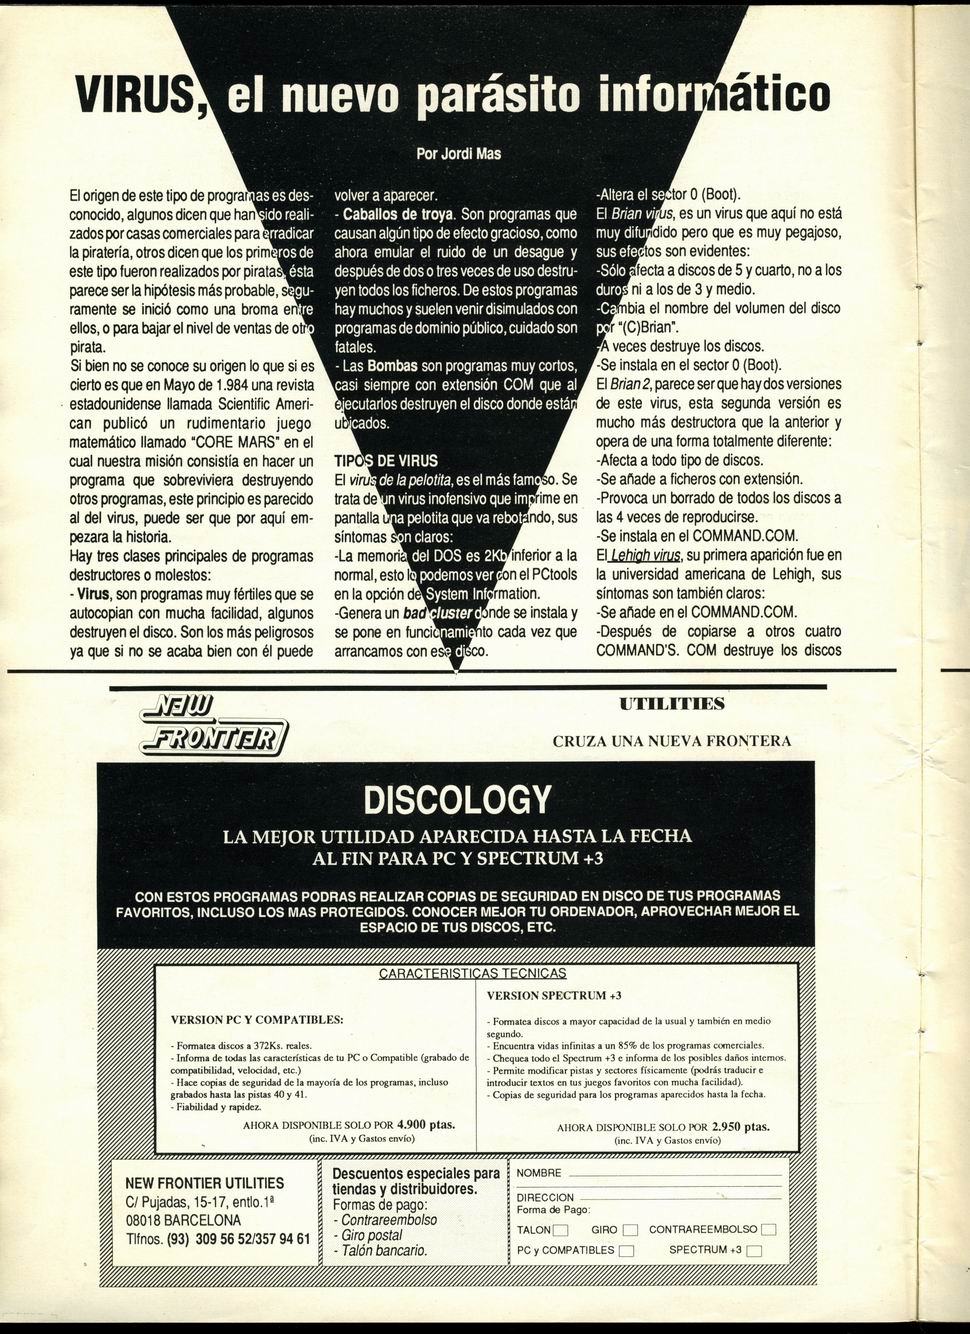 VIRUS, el nuevo parásito informático
Por Jordi Mas
El origen de este tipo de programas es des-
conocido, algunos dicen que han sido reali-
zados por casas comerciales para erradicar
la piratería, otros dicen que los primeros de
este tipo fueron realizados por piratas, ésta
parece ser la hipótesis más probable, segu-
ramente se inició como una broma entre
ellos, o para bajar el nivel de ventas de otro
pirata.
Si bien no se conoce su origen lo que si es
cierto es que en Mayo de 1.984 una revista
estadounidense llamada Scientific Ameri-
can publicó un rudimentario juego
matemático llamado "CORE MARS" en el
cual nuestra misión consistía en hacer un
programa que sobreviviera destruyendo
otros programas, este principio es parecido
al del virus, puede ser que por aquí em-
pezara la historia.
Hay tres clases principales de programas
destructores o molestos:
- Virus, son programas muy fértiles que se
autocopian con mucha facilidad, algunos
destruyen el disco. Son los más peligrosos
ya que si no se acaba bien con él puede
volver a aparecer.
- Caballos de troya. Son programas que
causan algún tipo de efecto gracioso, como
ahora emular el ruido de un desague y
después de dos o tres veces de uso destru-
yen todos los ficheros. De estos programas
hay muchos y suelen venir disimulados con
programas de dominio público, cuidado son
fatales.
- Las Bombas son programas muy cortos,
casi siempre con extensión COM que al
ejecutarlos destruyen el disco donde están
ubicados.
TIPOS DE VIRUS
El virus de la pelotita, es el más famoso. Se
trata de un virus inofensivo que imprime en
pantalla una pelotita que va rebotando, sus
síntomas son claros:
-La memoria del DOS es 2Kb inferior a la
normal, esto lo podemos ver con el PCtools
en la opción de System Information.
-Genera un bad cluster donde se instala y
se pone en funcionamiento cada vez que
arrancamos con ese disco.
-Altera el sector 0 (Boot).
El Brian virus, es un virus que aquí no está
muy difundido pero que es muy pegajoso,
sus efectos son evidentes:
-Sólo afecta a discos de 5 y cuarto, no a los
duros ni a los de 3 y medio.
-Cambia el nombre del volumen del disco
por "(C)Brian".
-A veces destruye los discos.
-Se instala en el sector 0 (Boot).
El Brian 2, parece ser que hay dos versiones
de este virus, esta segunda versión es
mucho más destructora que la anterior y
opera de una forma totalmente diferente:
-Afecta a todo tipo de discos.
-Se añade a ficheros con extensión.
-Provoca un borrado de todos los discos a
las 4 veces de reproducirse.
-Se instala en el COMMAND.COM.
El Lehigh virus, su primera aparición fue en
la universidad americana de Lehigh, sus
síntomas son también claros:
-Se añade en el COMMAND.COM.
-Después de copiarse a otros cuatro
COMMAND'S. COM destruye los discos
NEW
FRONTIER
UTILITIES
CRUZA UNA NUEVA FRONTERA
DISCOLOGY
LA MEJOR UTILIDAD APARECIDA HASTA LA FECHA
AL FIN PARA PC Y SPECTRUM +3
CON ESTOS PROGRAMAS PODRAS REALIZAR COPIAS DE SEGURIDAD EN DISCO DE TUS PROGRAMAS
FAVORITOS, INCLUSO LOS MAS PROTEGIDOS. CONOCER MEJOR TU ORDENADOR, APROVECHAR MEJOR EL
ESPACIO DE TUS DISCOS, ETC.
CARACTERISTICAS TECNICAS
VERSION PC Y COMPATIBLES:
- Formatea discos a 372Ks. reales.
- Informa de todas las características de tu PC o Compatible (grabado de
compatibilidad, velocidad, etc.)
- Hace copias de seguridad de la mayoría de los programas, incluso
grabados hasta las pistas 40 y 41.
- Fiabilidad y rapidez.
AHORA DISPONIBLE SOLO POR 4.900 ptas.
(inc. IVA y Gastos envío)
VERSION SPECTRUM +3
- Formatea discos a mayor capacidad de la usual y también en medio
segundo.
- Encuentra vidas infinitas a un 85% de los programas comerciales.
- Chequea todo el Spectrum +3 e informa de los posibles daños internos.
- Permite modificar pistas y sectores físicamente (podrás traducir e
introducir textos en tus juegos favoritos con mucha facilidad).
- Copias de seguridad para los programas aparecidos hasta la fecha.
AHORA DISPONIBLE SOLO POR 2.950 ptas.
(inc. IVA y Gastos envío)
NEW FRONTIER UTILITIES
C/ Pujadas, 15-17, entlo.1ª
08018 BARCELONA
Tlfnos. (93) 309 56 52/357 94 61
Descuentos especiales para
tiendas y distribuidores.
Formas de pago:
- Contrareembolso
- Giro postal
- Talón bancario.
NOMBRE
DIRECCION
Forma de Pago:
TALON GIRO CONTRAREEMBOLSO
PC y COMPATIBLES SPECTRUM +3